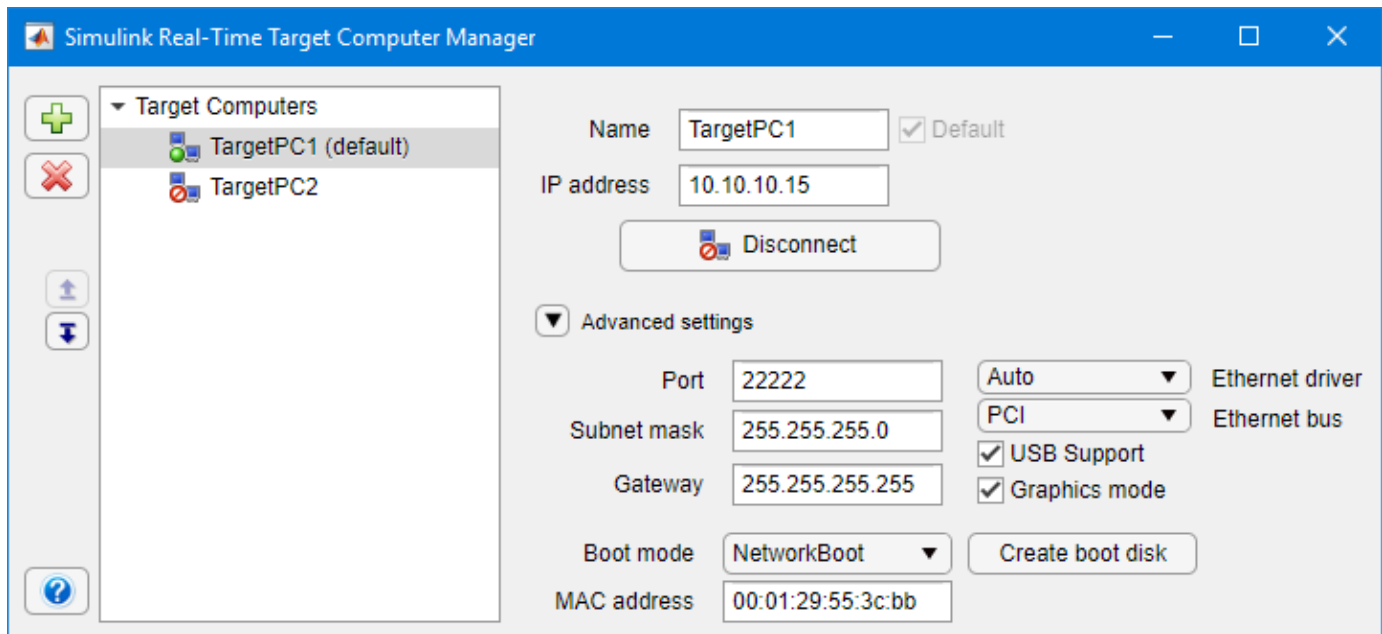 Simulink Real-Time Target Computer Manager
Target Computers
TargetPC1 (default)
TargetPC2
Name TargetPC1 Default
IP address 10.10.10.15
Disconnect
Advanced settings
Port 22222 Auto Ethernet driver
Subnet mask 255.255.255.0 PCI Ethernet bus
USB Support
Gateway 255.255.255.255 Graphics mode
Boot mode NetworkBoot Create boot disk
MAC address 00:01:29:55:3c:bb